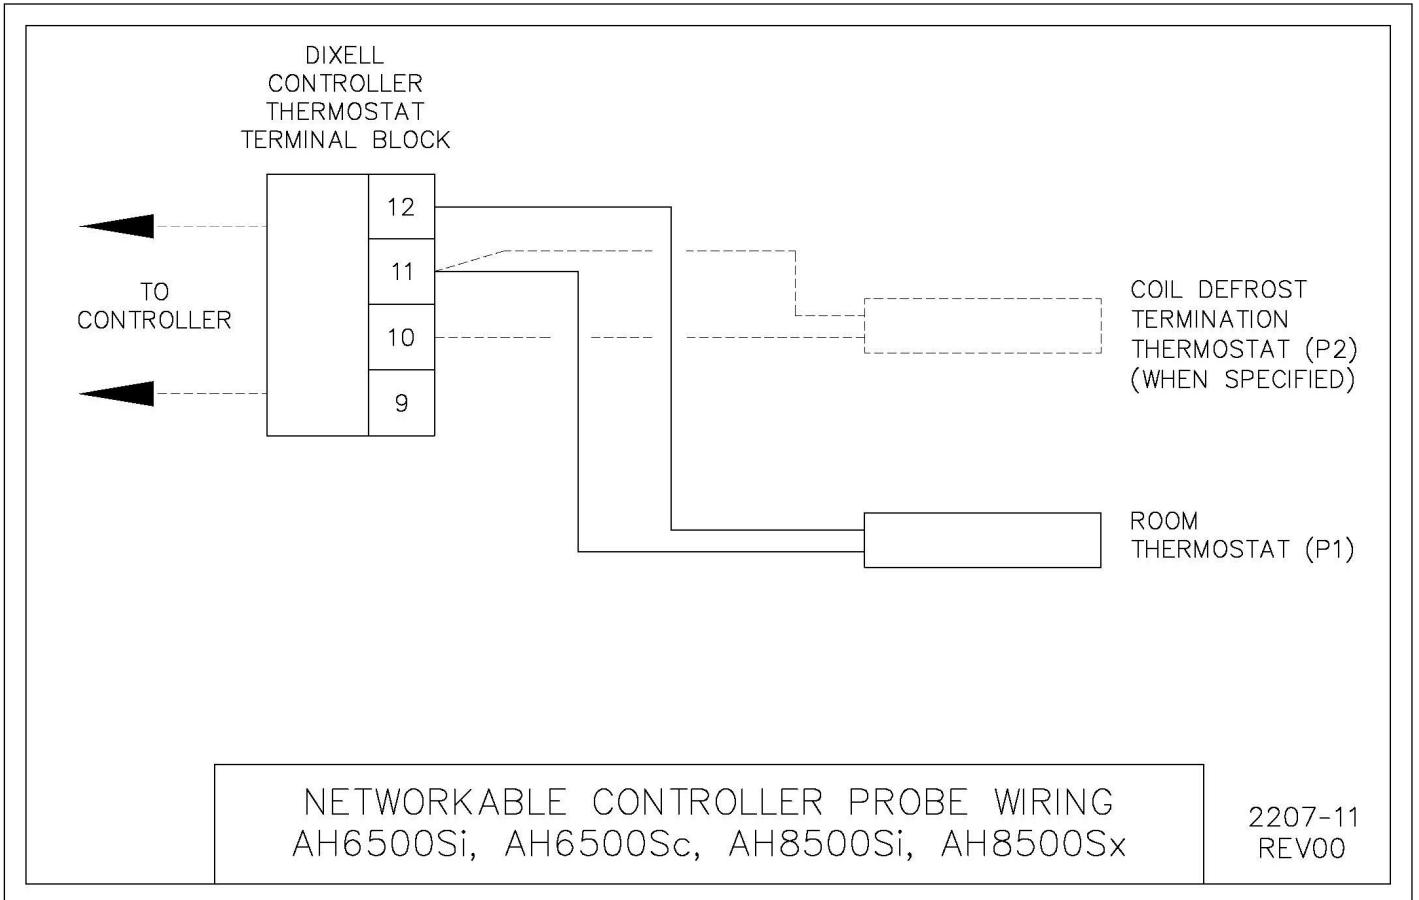 DIXELL
CONTROLLER
THERMOSTAT
TERMINAL BLOCK
12
11
10
9
TO
CONTROLLER
COIL DEFROST
TERMINATION
THERMOSTAT (P2)
(WHEN SPECIFIED)
ROOM
THERMOSTAT (P1)
NETWORKABLE CONTROLLER PROBE WIRING
AH6500Si, AH6500Sc, AH8500Si, AH8500Sx
2207-11
REV00